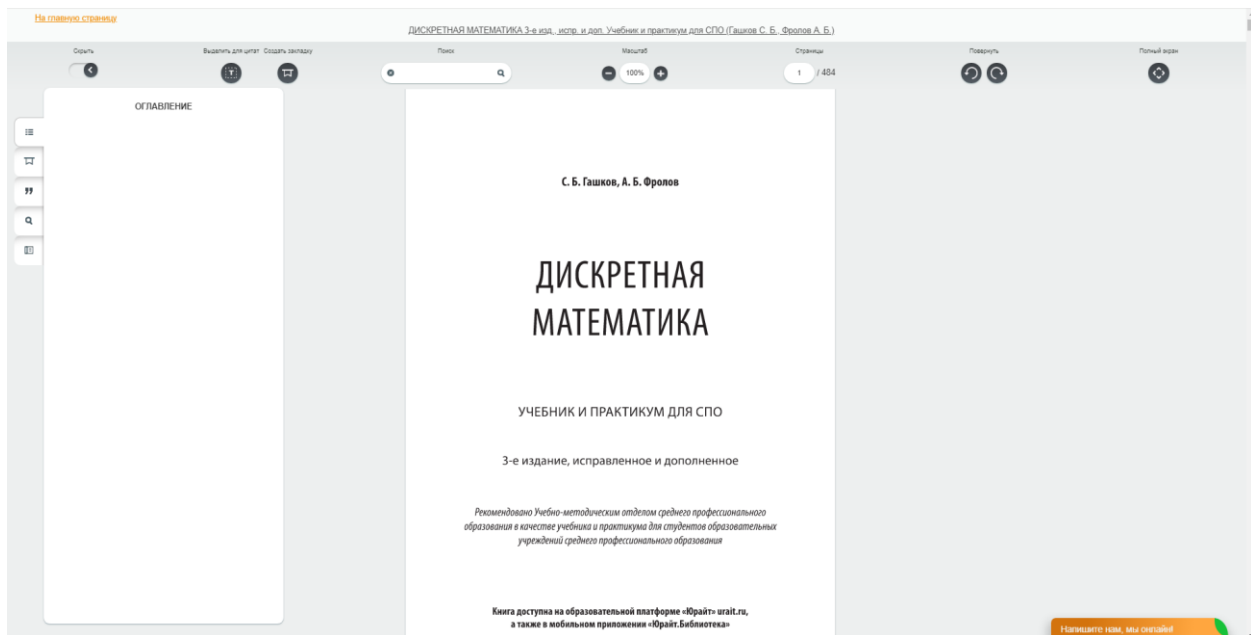 На главную страницу
ДИСКРЕТНАЯ МАТЕМАТИКА 3-е изд., испр. и доп. Учебник и практикум для СПО (Гашков С. Б., Фролов А. Б.)
Скрыть
Выделить для цитат
Создать закладку
Поиск
Масштаб
Страницы
Повернуть
Полный экран
100%
1 / 484
ОГЛАВЛЕНИЕ
С. Б. Гашков, А. Б. Фролов
ДИСКРЕТНАЯ
МАТЕМАТИКА
УЧЕБНИК И ПРАКТИКУМ ДЛЯ СПО
3-е издание, исправленное и дополненное
Рекомендовано Учебно-методическим отделом среднего профессионального
образования в качестве учебника и практикума для студентов образовательных
учреждений среднего профессионального образования
Книга доступна на образовательной платформе «Юрайт» urait.ru,
а также в мобильном приложении «Юрайт.Библиотека»
Напишите нам, мы онлайн!